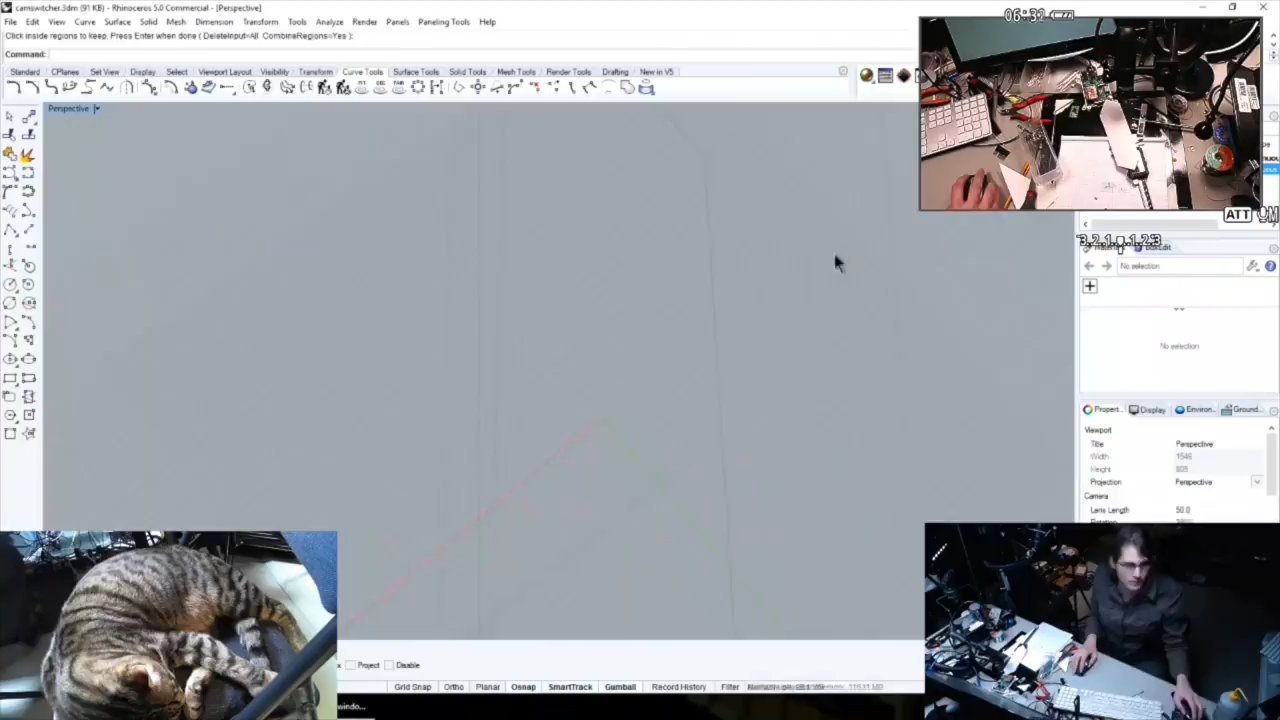 camswitcher.3dm (91 KB) - Rhinoceros 5.0 Commercial - [Perspective]
File Edit View Curve Surface Solid Mesh Dimension Transform Tools Analyze Render Panels Paneling Tools Help
Click inside regions to keep. Press Enter when done ( DeleteInput=All CombineRegions=Yes ):
Command:
Standard CPlanes Set View Display Select Viewport Layout Visibility Transform Curve Tools Surface Tools Solid Tools Mesh Tools Render Tools Drafting New in V5
Perspective
ATT
No selection
No selection
Propert... Display Environ... Ground...
Viewport
Title Perspective
Width 1546
Height 809
Projection Perspective
Camera
Lens Length 50.0
Project Disable
Grid Snap Ortho Planar Osnap SmartTrack Gumball Record History Filter
windo...